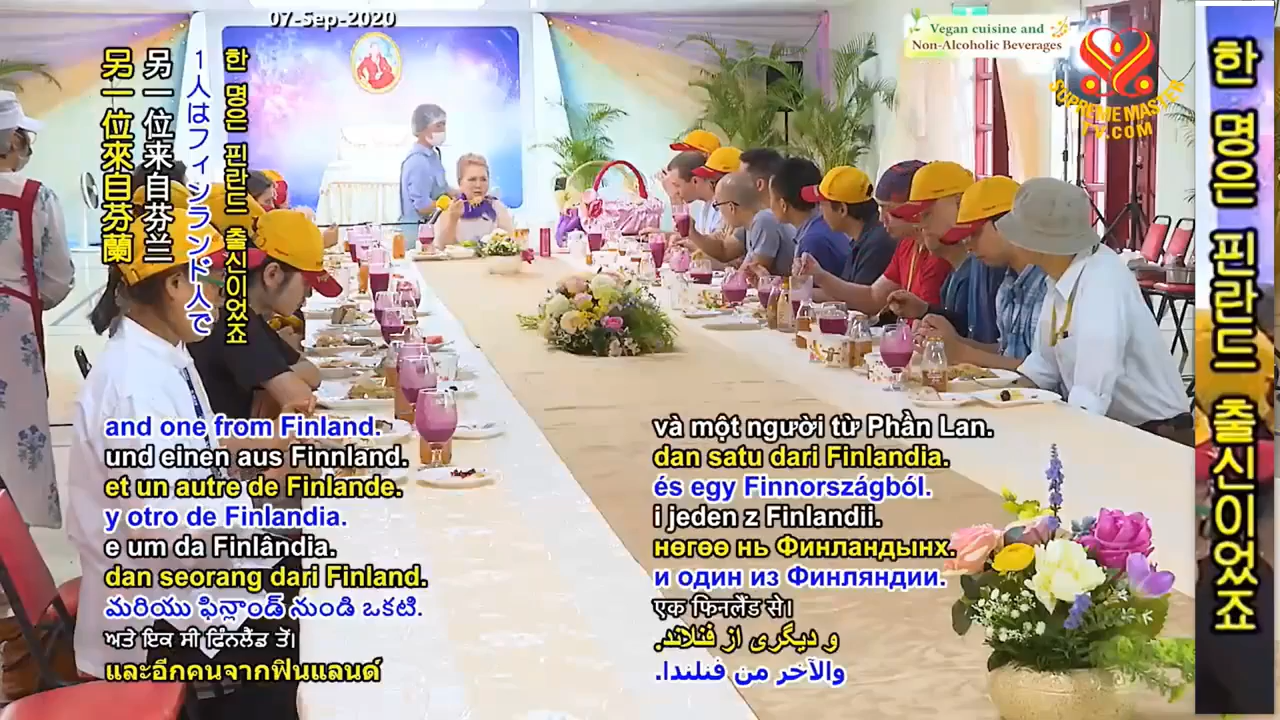 07-Sep-2020
Vegan cuisine and
Non-Alcoholic Beverages
SUPREME MASTER
TV.COM
另一位來自芬蘭
另一位来自芬兰
1人はフィンランド人で
한 명은 핀란드 출신이었죠
한 명은 핀란드 출신이었죠
and one from Finland.
und einen aus Finnland.
et un autre de Finlande.
y otro de Finlandia.
e um da Finlândia.
dan seorang dari Finland.
మరియు ఫిన్లాండ్ నుండి ఒకటి.
ਅਤੇ ਇਕ ਸੀ ਫਿੰਨਲੈਂਡ ਤੋਂ।
และอีกคนจากฟินแลนด์
và một người từ Phần Lan.
dan satu dari Finlandia.
és egy Finnországból.
i jeden z Finlandii.
нөгөө нь Финландынх.
и один из Финляндии.
एक फिनलैंड से।
و دیگری از فنلاند.
والآخر من فنلندا.